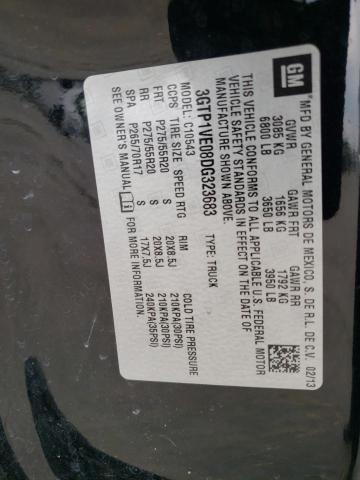 GM
MFD BY GENERAL MOTORS DE MEXICO S. DE R.L. DE C.V. 02/13
GVWR GAWR FRT GAWR RR
3085 KG 1656 KG 1792 KG
6800 LB 3650 LB 3950 LB
THIS VEHICLE CONFORMS TO ALL APPLICABLE U.S. FEDERAL MOTOR
VEHICLE SAFETY STANDARDS IN EFFECT ON THE DATE OF
MANUFACTURE SHOWN ABOVE.
3GTP1VE08DG323683 TYPE: TRUCK
MODEL: C10543
CCPS TIRE SIZE SPEED RTG RIM COLD TIRE PRESSURE
FRT P275/55R20 S 20X8.5J 210KPA(30PSI)
RR P275/55R20 S 20X8.5J 210KPA(30PSI)
SPA P265/70R17 S 17X7.5J 240KPA(35PSI)
SEE OWNER'S MANUAL FOR MORE INFORMATION.